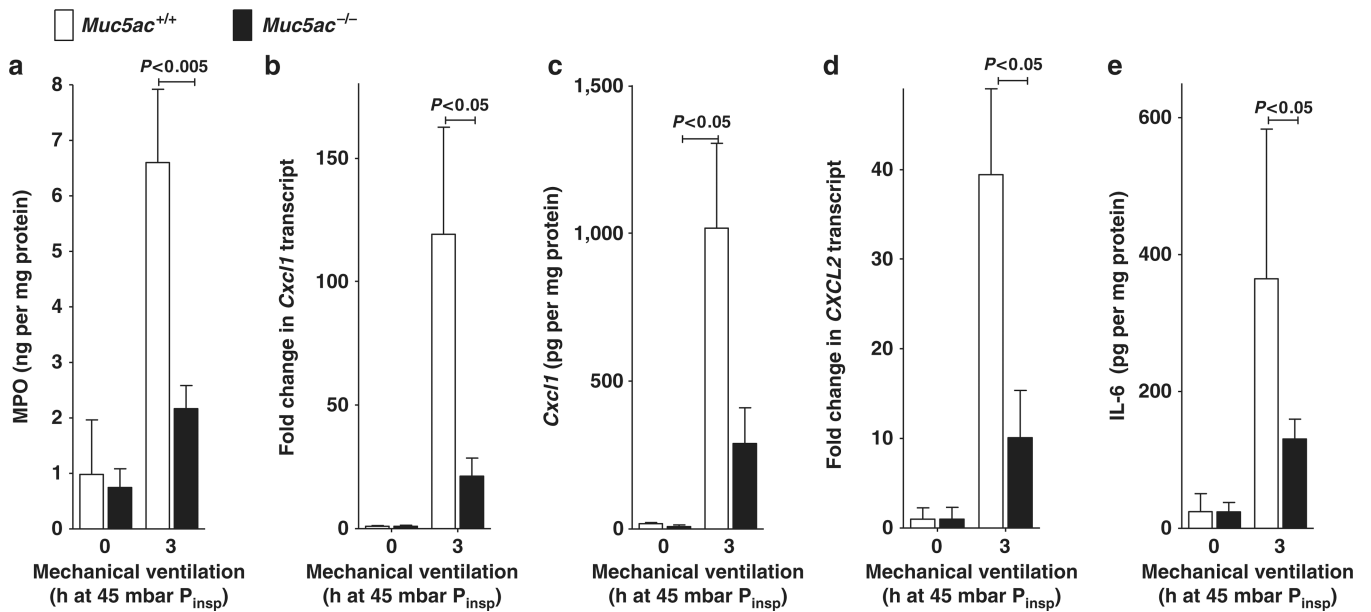 Muc5ac+/+ Muc5ac–/–
a
P<0.005
MPO (ng per mg protein)
8
7
6
5
4
3
2
1
0
0 3
Mechanical ventilation
(h at 45 mbar Pinsp)
b
P<0.05
Fold change in Cxcl1 transcript
150
100
50
0
0 3
Mechanical ventilation
(h at 45 mbar Pinsp)
c
P<0.05
Cxcl1 (pg per mg protein)
1,500
1,000
500
0
0 3
Mechanical ventilation
(h at 45 mbar Pinsp)
d
P<0.05
Fold change in CXCL2 transcript
40
30
20
10
0
0 3
Mechanical ventilation
(h at 45 mbar Pinsp)
e
P<0.05
IL-6 (pg per mg protein)
600
400
200
0
0 3
Mechanical ventilation
(h at 45 mbar Pinsp)